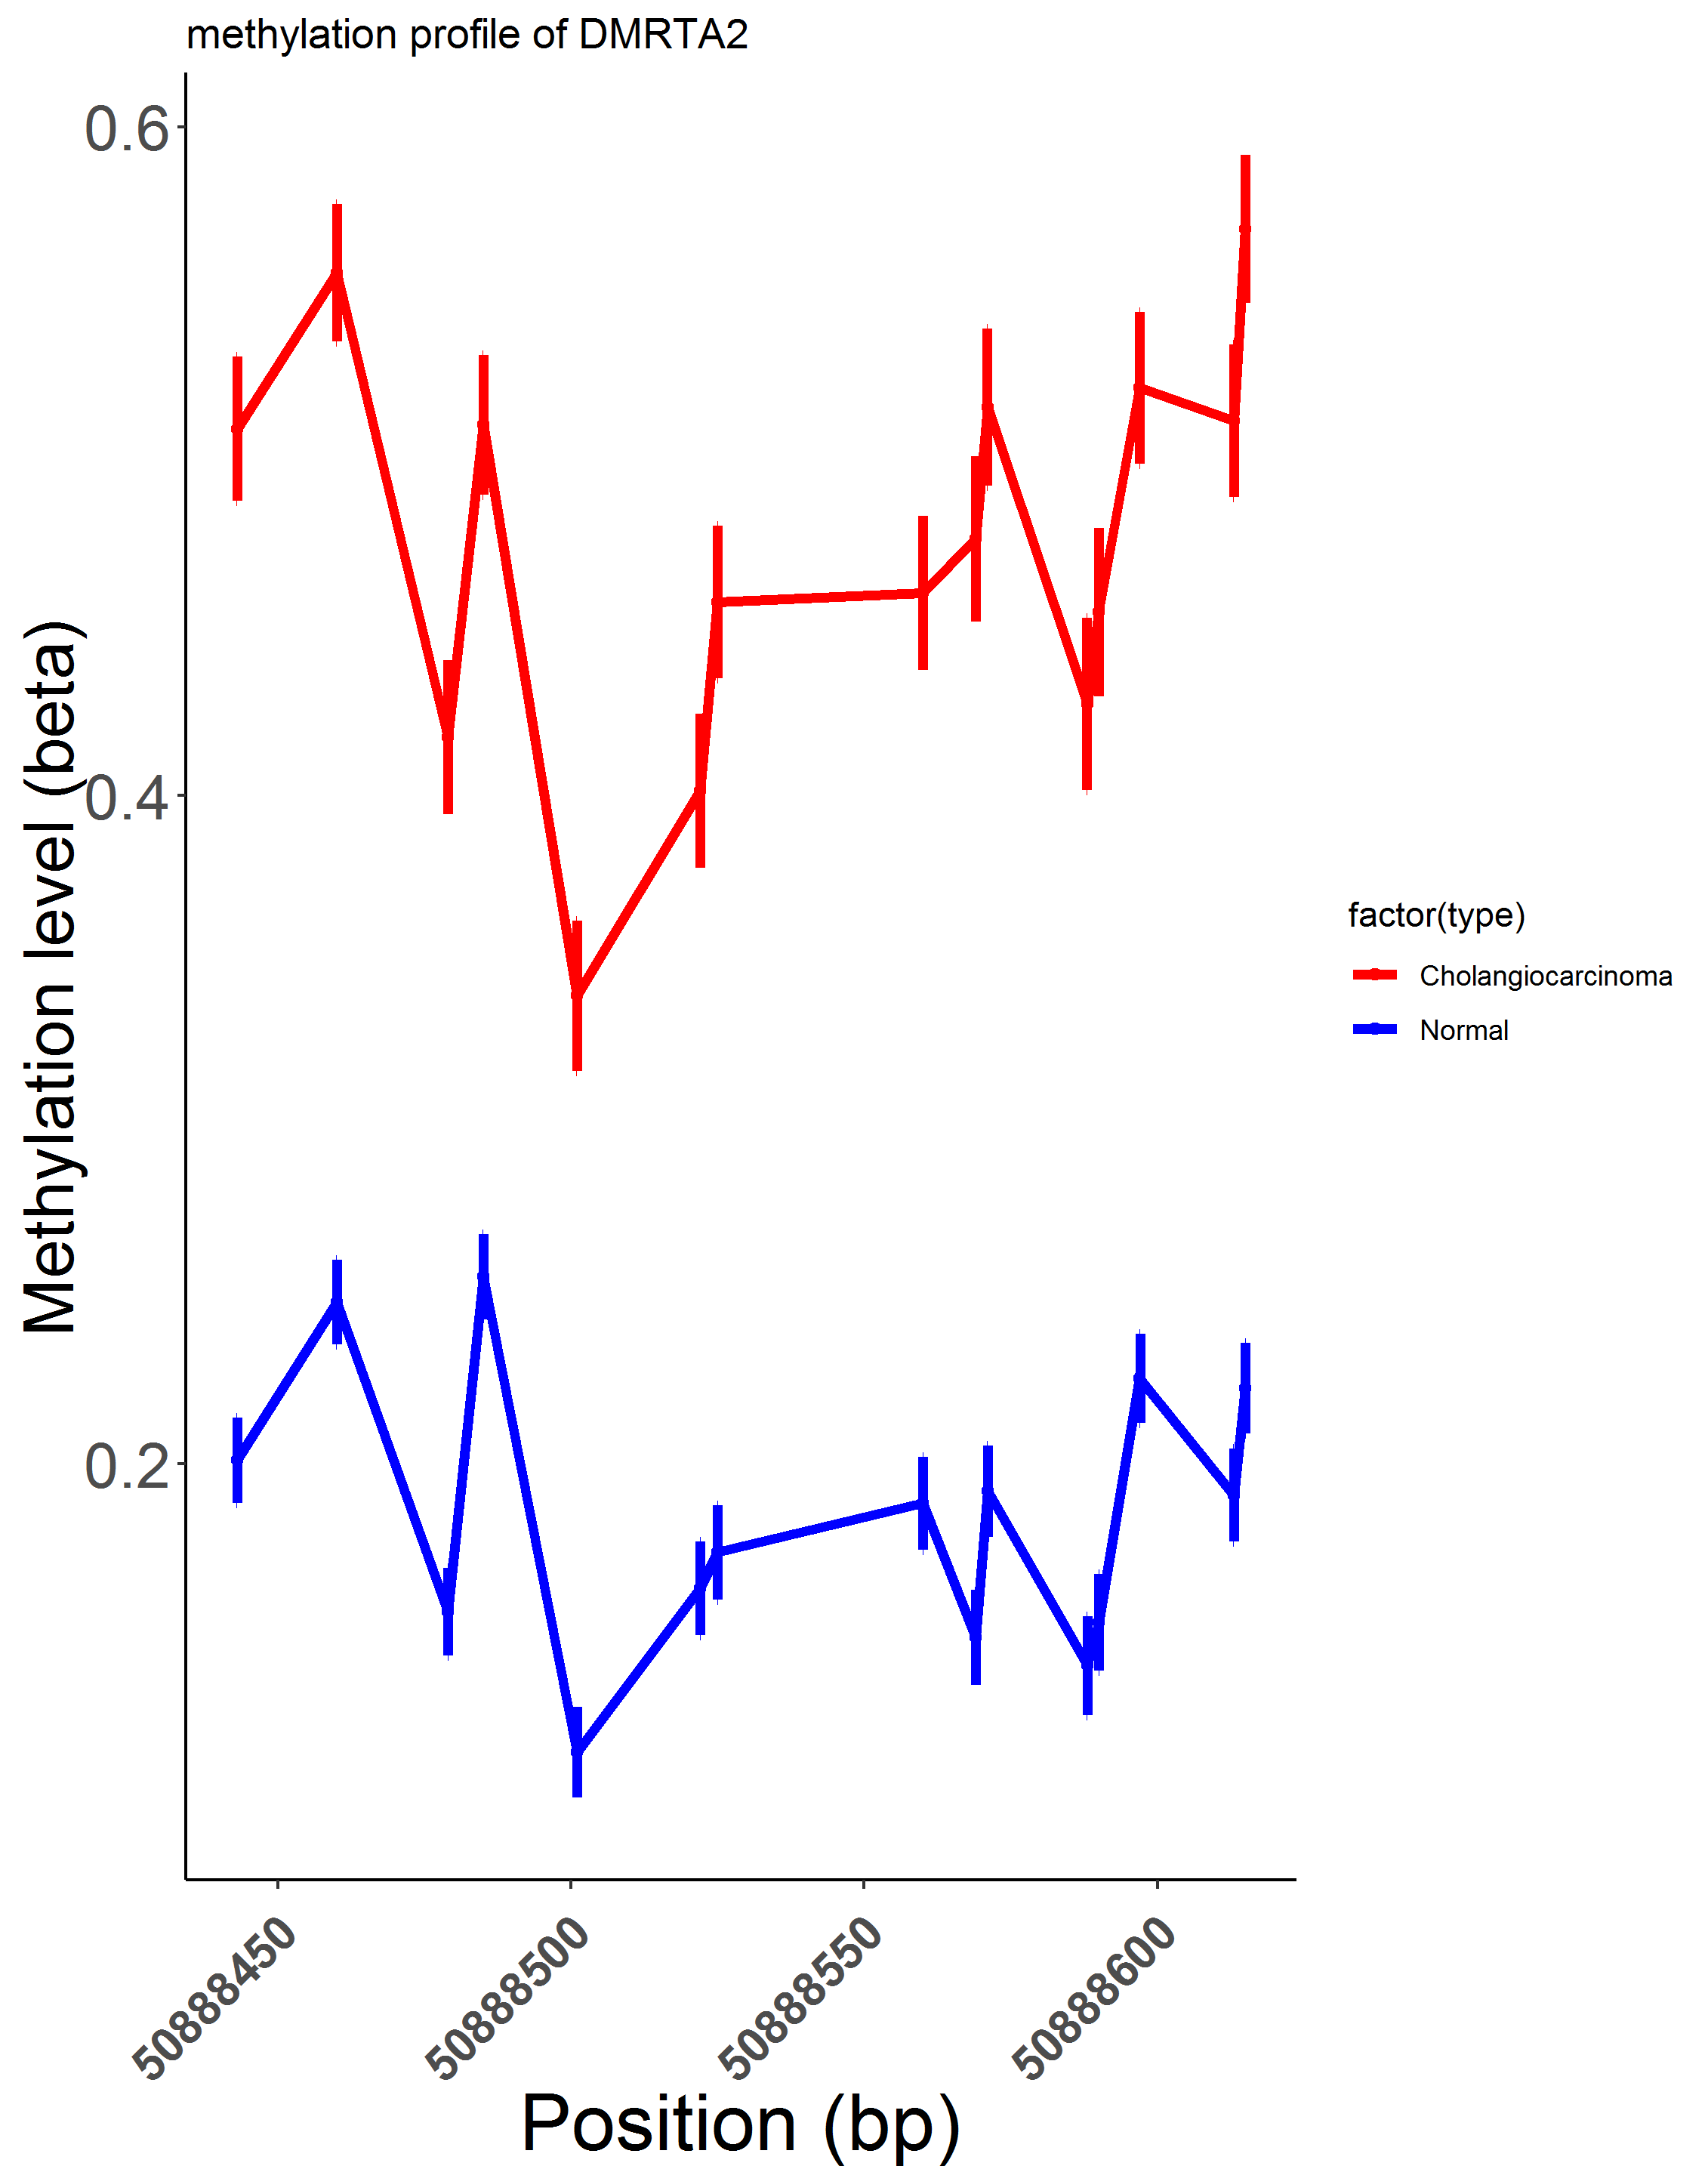 methylation profile of DMRTA2
0.6
0.4
0.2
Methylation level (beta)
50888450
50888500
50888550
50888600
Position (bp)
factor(type)
Cholangiocarcinoma
Normal